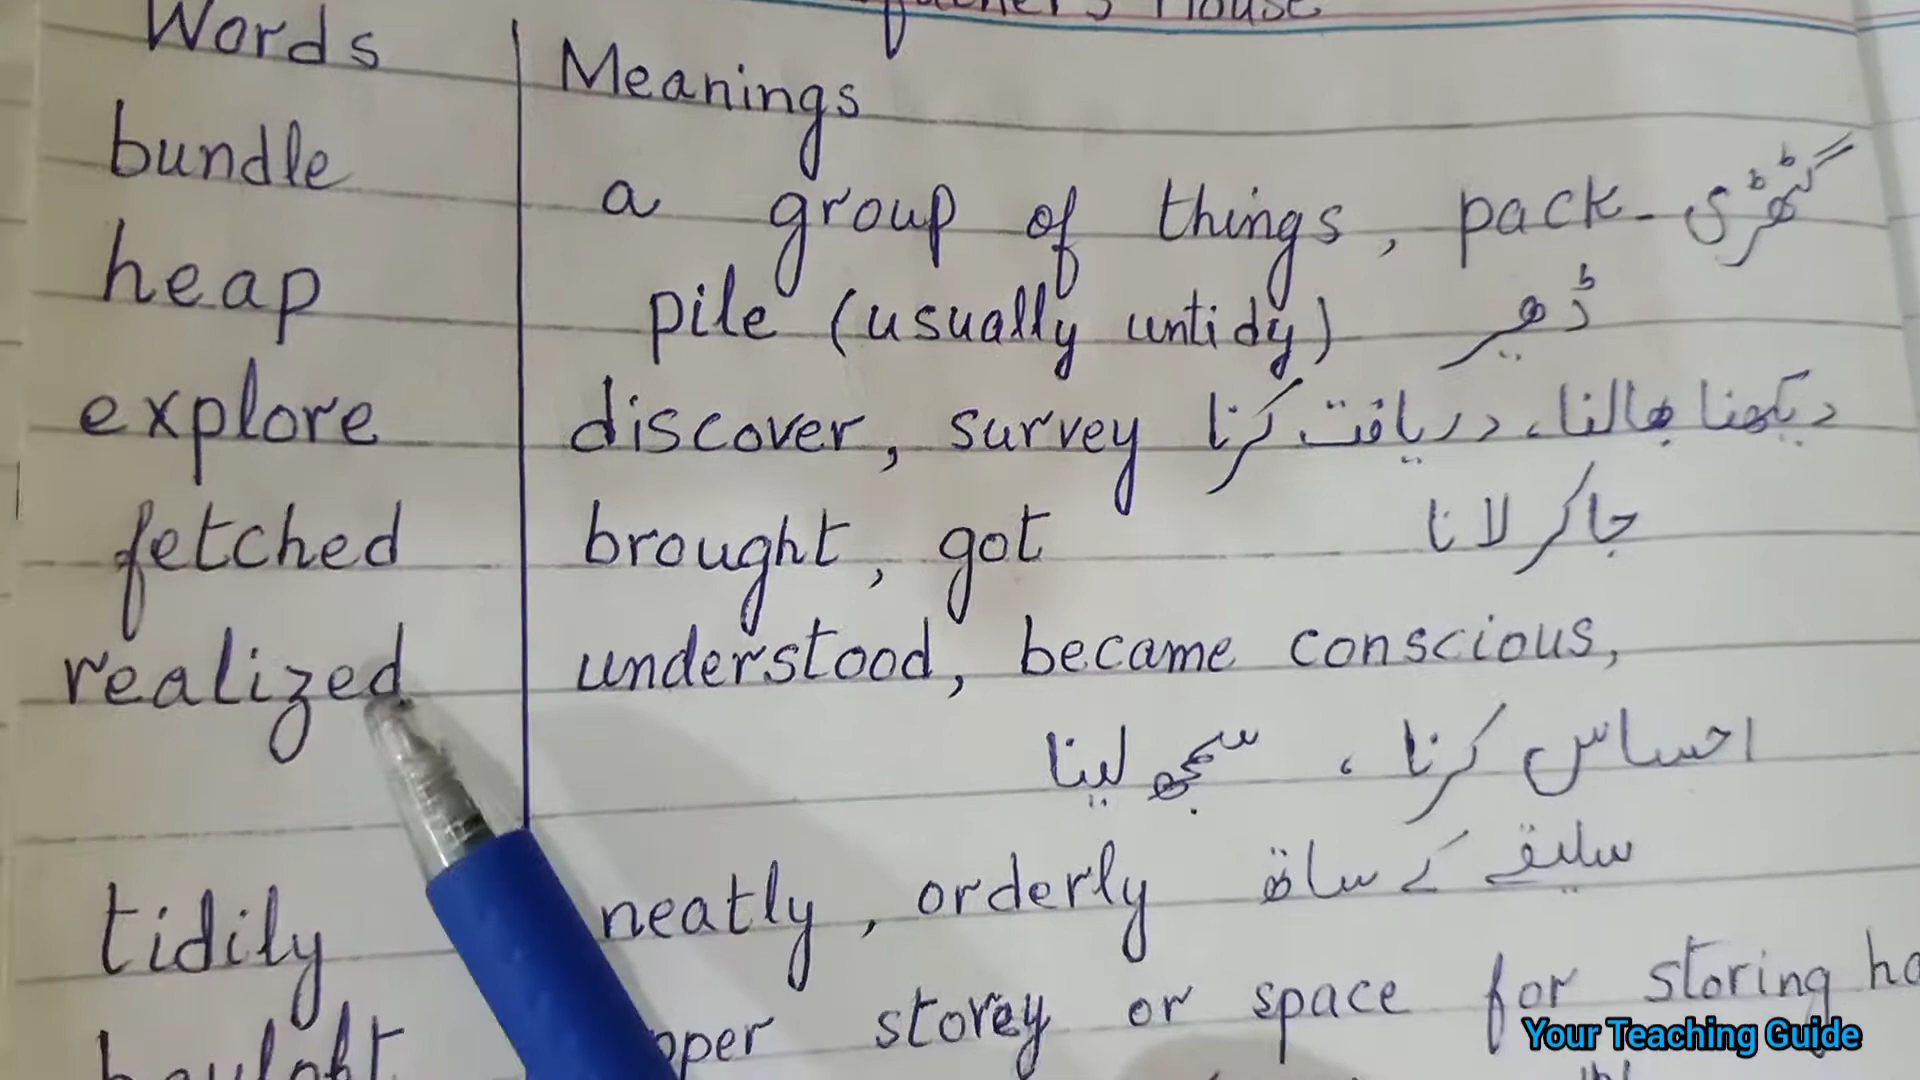 House
Words Meanings
bundle a group of things, pack - گٹھڑی
heap pile (usually untidy) ڈھیر
explore discover, survey دیکھنا بھالنا، دریافت کرنا
fetched brought, got جا کر لانا
realized understood, became conscious,
احساس کرنا، سمجھ لینا
tidily neatly, orderly سلیقے کے ساتھ
storey or space for storing
Your Teaching Guide